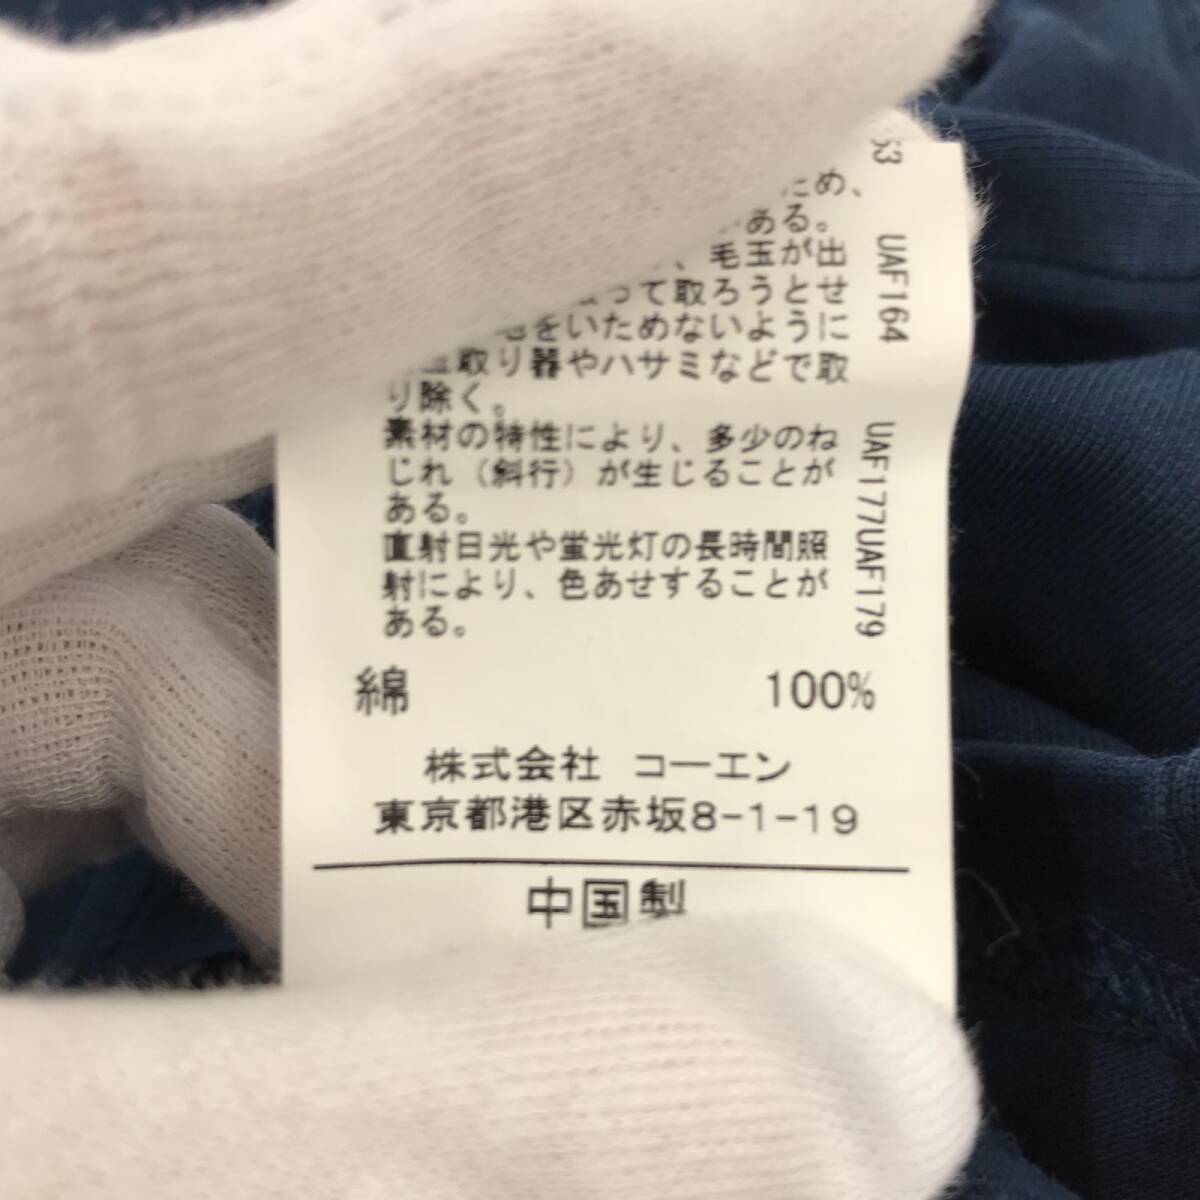 ため、
ある。
、毛玉が出
って取ろうとせ
をいためないように
取り器やハサミなどで取
り除く。
素材の特性により、多少のね
じれ（斜行）が生じることが
ある。
直射日光や蛍光灯の長時間照
射により、色あせすることが
ある。
綿 100%
株式会社 コーエン
東京都港区赤坂8-1-19
中国製
UAF164
UAF177UAF179